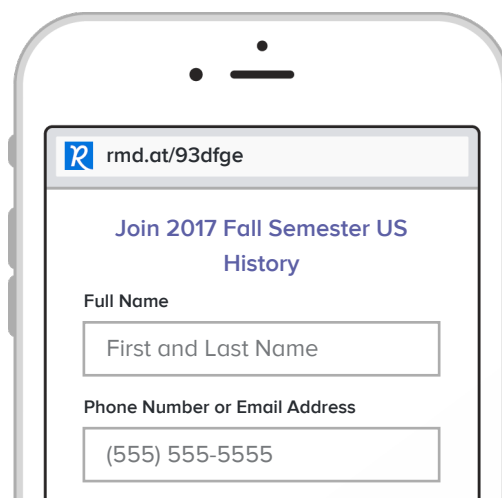 rmd.at/93dfge
Join 2017 Fall Semester US
History
Full Name
First and Last Name
Phone Number or Email Address
(555) 555-5555